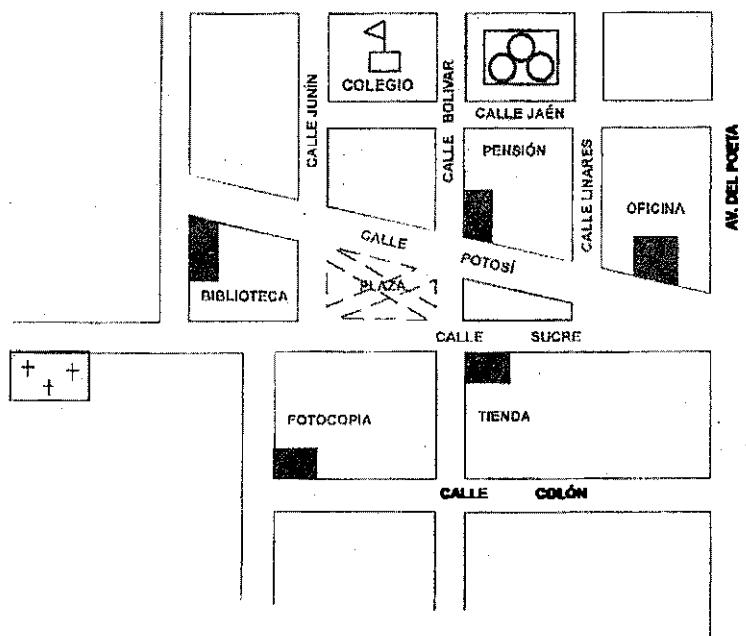 COLEGIO
CALLE JUNÍN
CALLE BOLIVAR
CALLE JAÉN
PENSIÓN
CALLE LINARES
OFICINA
AV. DEL POETA
CALLE POTOSÍ
BIBLIOTECA
PLAZA
CALLE SUCRE
FOTOCOPIA
TIENDA
CALLE COLÓN